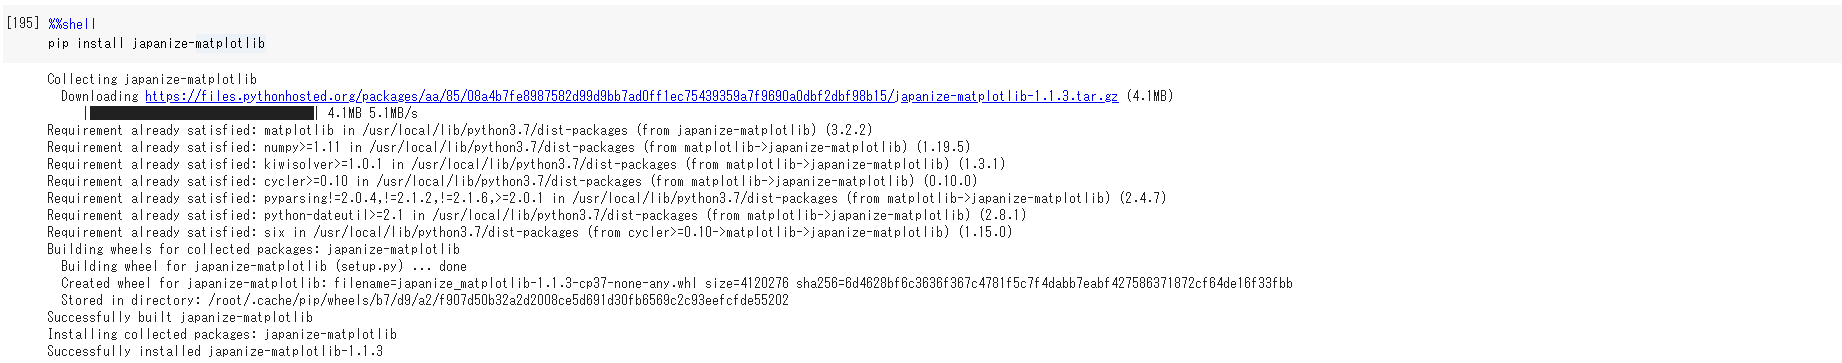 [195] %%shell
pip install japanize-matplotlib
Collecting japanize-matplotlib
Downloading https://files.pythonhosted.org/packages/aa/85/08a4b7fe8987582d99d9bb7ad0ff1ec75439359a7f9690a0dbf2dbf98b15/japanize-matplotlib-1.1.3.tar.gz (4.1MB)
| | 4.1MB 5.1MB/s
Requirement already satisfied: matplotlib in /usr/local/lib/python3.7/dist-packages (from japanize-matplotlib) (3.2.2)
Requirement already satisfied: numpy>=1.11 in /usr/local/lib/python3.7/dist-packages (from matplotlib->japanize-matplotlib) (1.19.5)
Requirement already satisfied: kiwisolver>=1.0.1 in /usr/local/lib/python3.7/dist-packages (from matplotlib->japanize-matplotlib) (1.3.1)
Requirement already satisfied: cycler>=0.10 in /usr/local/lib/python3.7/dist-packages (from matplotlib->japanize-matplotlib) (0.10.0)
Requirement already satisfied: pyparsing!=2.0.4,!=2.1.2,!=2.1.6,>=2.0.1 in /usr/local/lib/python3.7/dist-packages (from matplotlib->japanize-matplotlib) (2.4.7)
Requirement already satisfied: python-dateutil>=2.1 in /usr/local/lib/python3.7/dist-packages (from matplotlib->japanize-matplotlib) (2.8.1)
Requirement already satisfied: six in /usr/local/lib/python3.7/dist-packages (from cycler>=0.10->matplotlib->japanize-matplotlib) (1.15.0)
Building wheels for collected packages: japanize-matplotlib
Building wheel for japanize-matplotlib (setup.py) ... done
Created wheel for japanize-matplotlib: filename=japanize_matplotlib-1.1.3-cp37-none-any.whl size=4120276 sha256=6d4628bf6c3636f367c4781f5c7f4dabb7eabf427586371872cf64de16f33fbb
Stored in directory: /root/.cache/pip/wheels/b7/d9/a2/f907d50b32a2d2008ce5d691d30fb6569c2c93eefcfde55202
Successfully built japanize-matplotlib
Installing collected packages: japanize-matplotlib
Successfully installed japanize-matplotlib-1.1.3